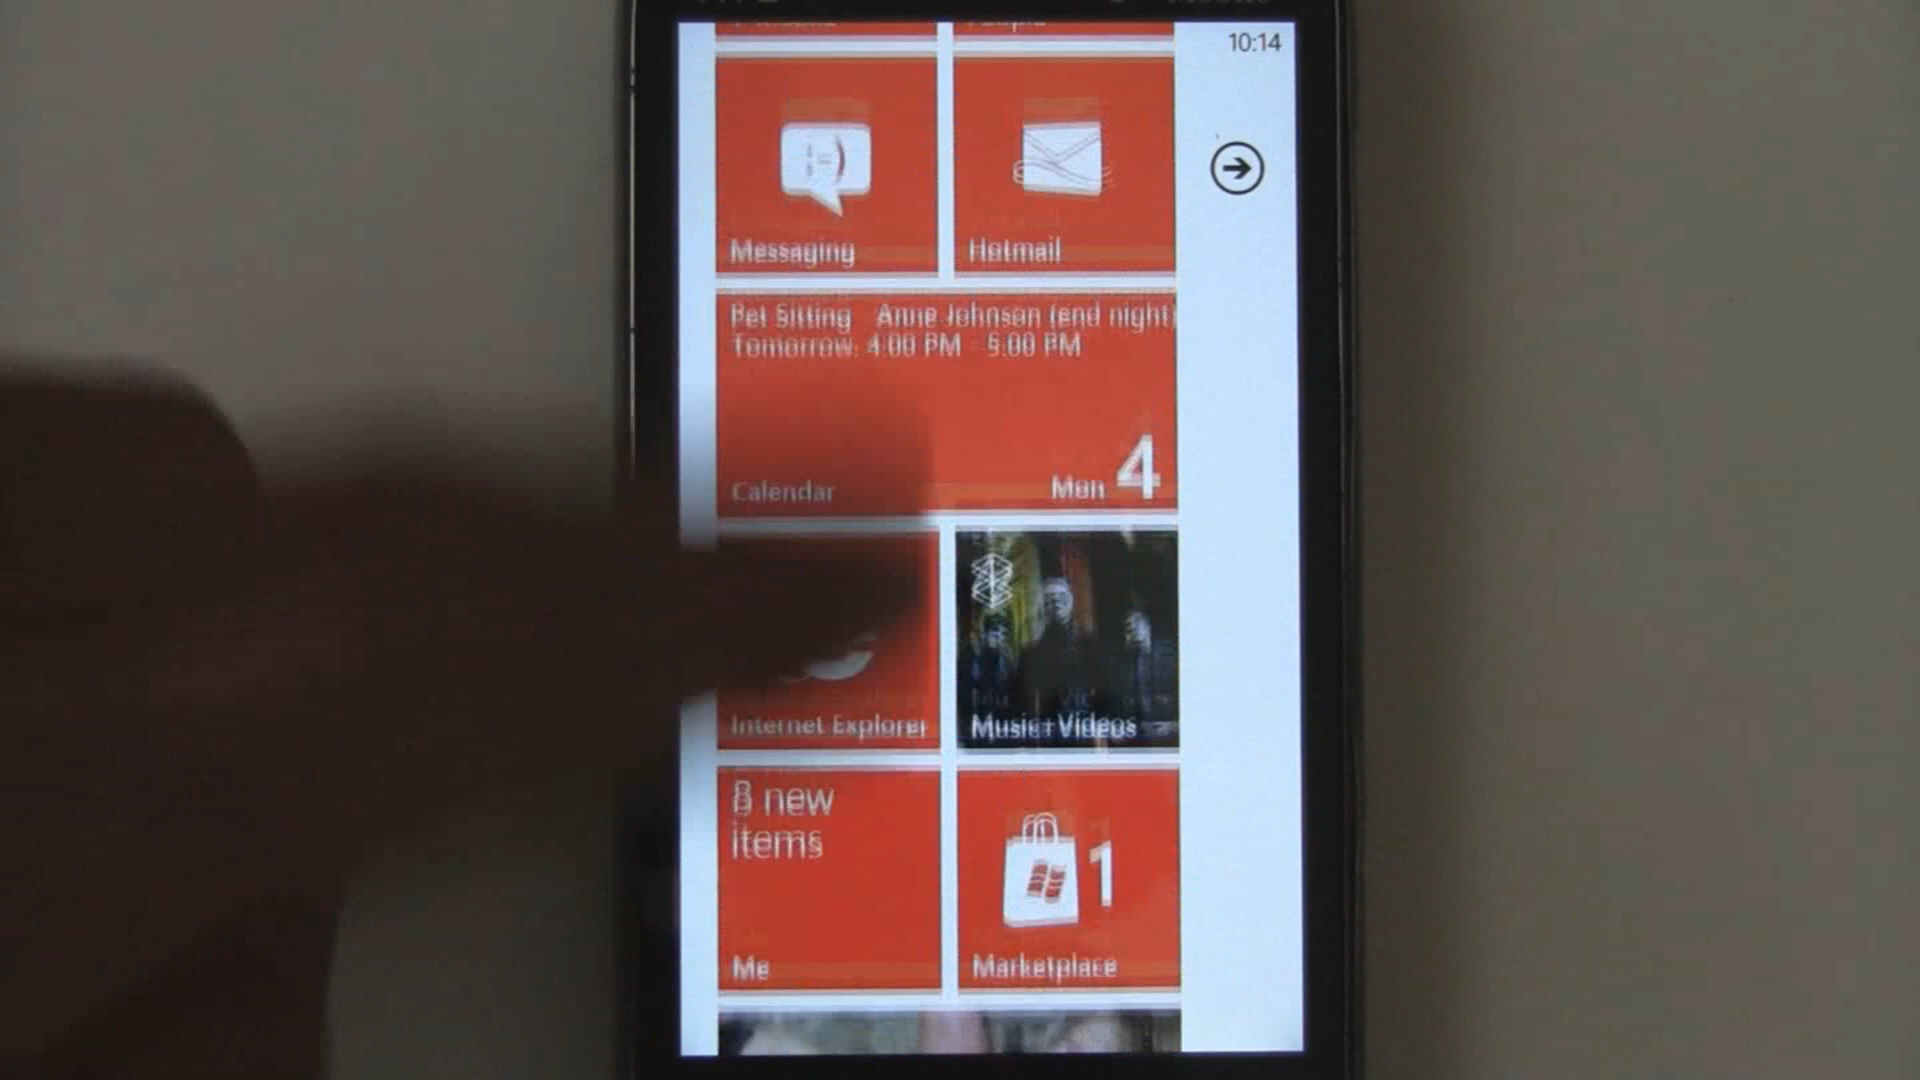 10:14
Messaging
Hotmail
Pet Sitting Anne Johnson (end night)
Tomorrow: 4:00 PM 5:00 PM
Calendar
Mon 4
Internet Explorer
Music+Videos
8 new
items
1
Me
Marketplace